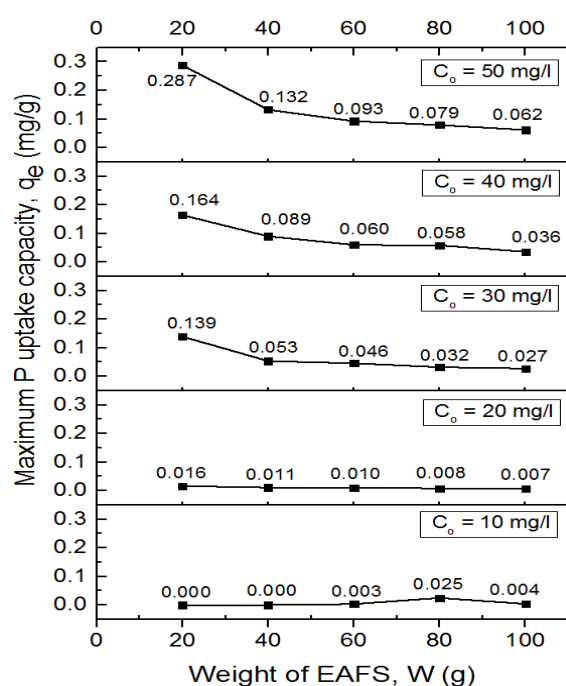 0 20 40 60 80 100
Maximum P uptake capacity, qe (mg/g)
0.3
0.2
0.1
0.0
C₀ = 50 mg/l
0.287 0.132 0.093 0.079 0.062
0.3
0.2
0.1
0.0
C₀ = 40 mg/l
0.164 0.089 0.060 0.058 0.036
0.3
0.2
0.1
0.0
C₀ = 30 mg/l
0.139 0.053 0.046 0.032 0.027
0.3
0.2
0.1
0.0
C₀ = 20 mg/l
0.016 0.011 0.010 0.008 0.007
0.3
0.2
0.1
0.0
C₀ = 10 mg/l
0.000 0.000 0.003 0.025 0.004
0 20 40 60 80 100
Weight of EAFS, W (g)